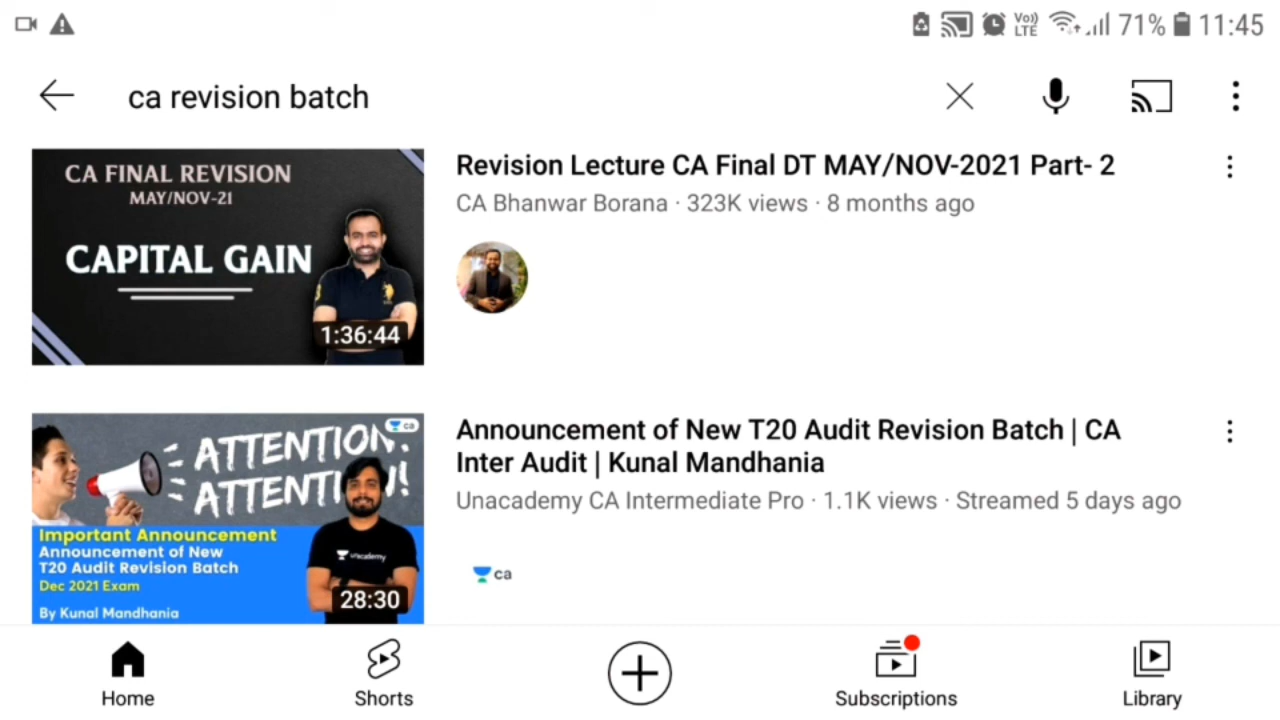 Vo))
LTE
71%
11:45
ca revision batch
CA FINAL REVISION
MAY/NOV-21
CAPITAL GAIN
1:36:44
Revision Lecture CA Final DT MAY/NOV-2021 Part- 2
CA Bhanwar Borana · 323K views · 8 months ago
ca
ATTENTION!
ATTENTI
Important Announcement
Announcement of New
T20 Audit Revision Batch
Dec 2021 Exam
By Kunal Mandhania
unacademy
28:30
Announcement of New T20 Audit Revision Batch | CA
Inter Audit | Kunal Mandhania
Unacademy CA Intermediate Pro · 1.1K views · Streamed 5 days ago
ca
Home
Shorts
Subscriptions
Library